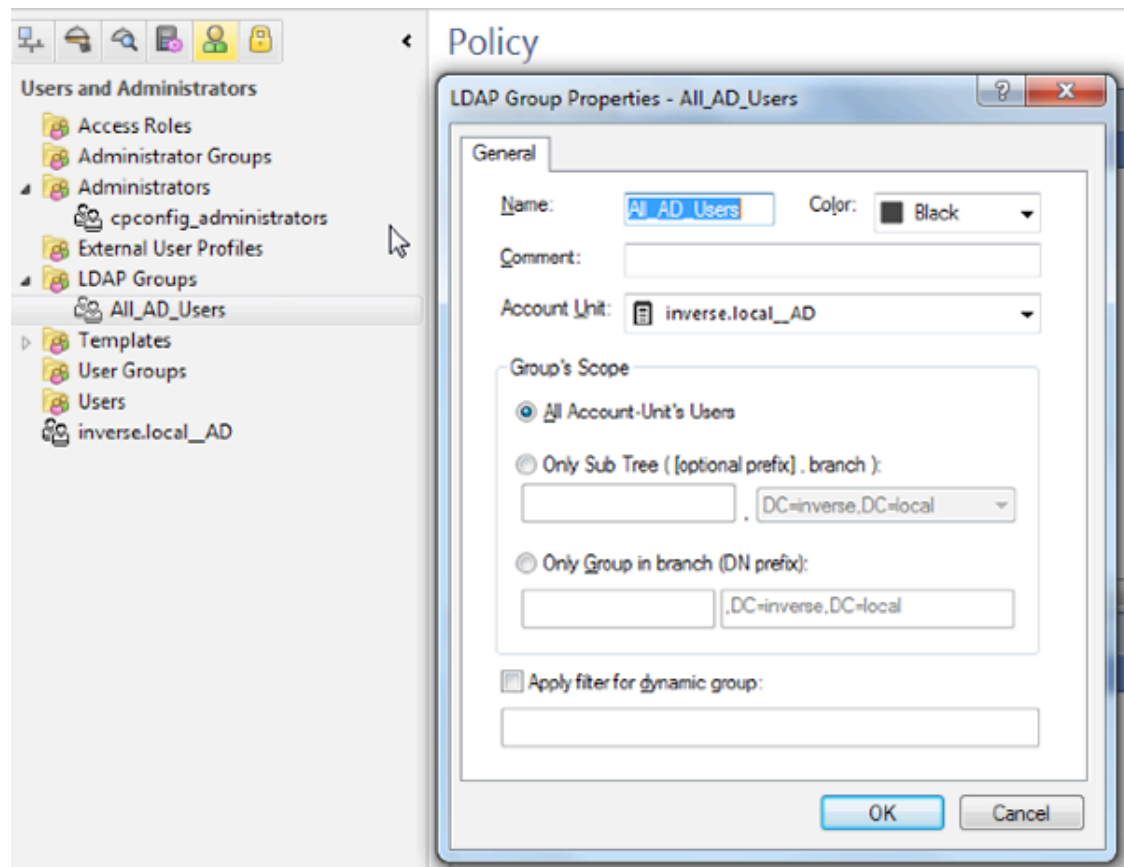 Policy
Users and Administrators
Access Roles
Administrator Groups
Administrators
cpconfig_administrators
External User Profiles
LDAP Groups
All_AD_Users
Templates
User Groups
Users
inverse.local__AD
LDAP Group Properties - All_AD_Users
General
Name: All_AD_Users Color: Black
Comment:
Account Unit: inverse.local__AD
Group's Scope
All Account-Unit's Users
Only Sub Tree ( [optional prefix] , branch ):
, DC=inverse,DC=local
Only Group in branch (DN prefix):
,DC=inverse,DC=local
Apply filter for dynamic group:
OK Cancel